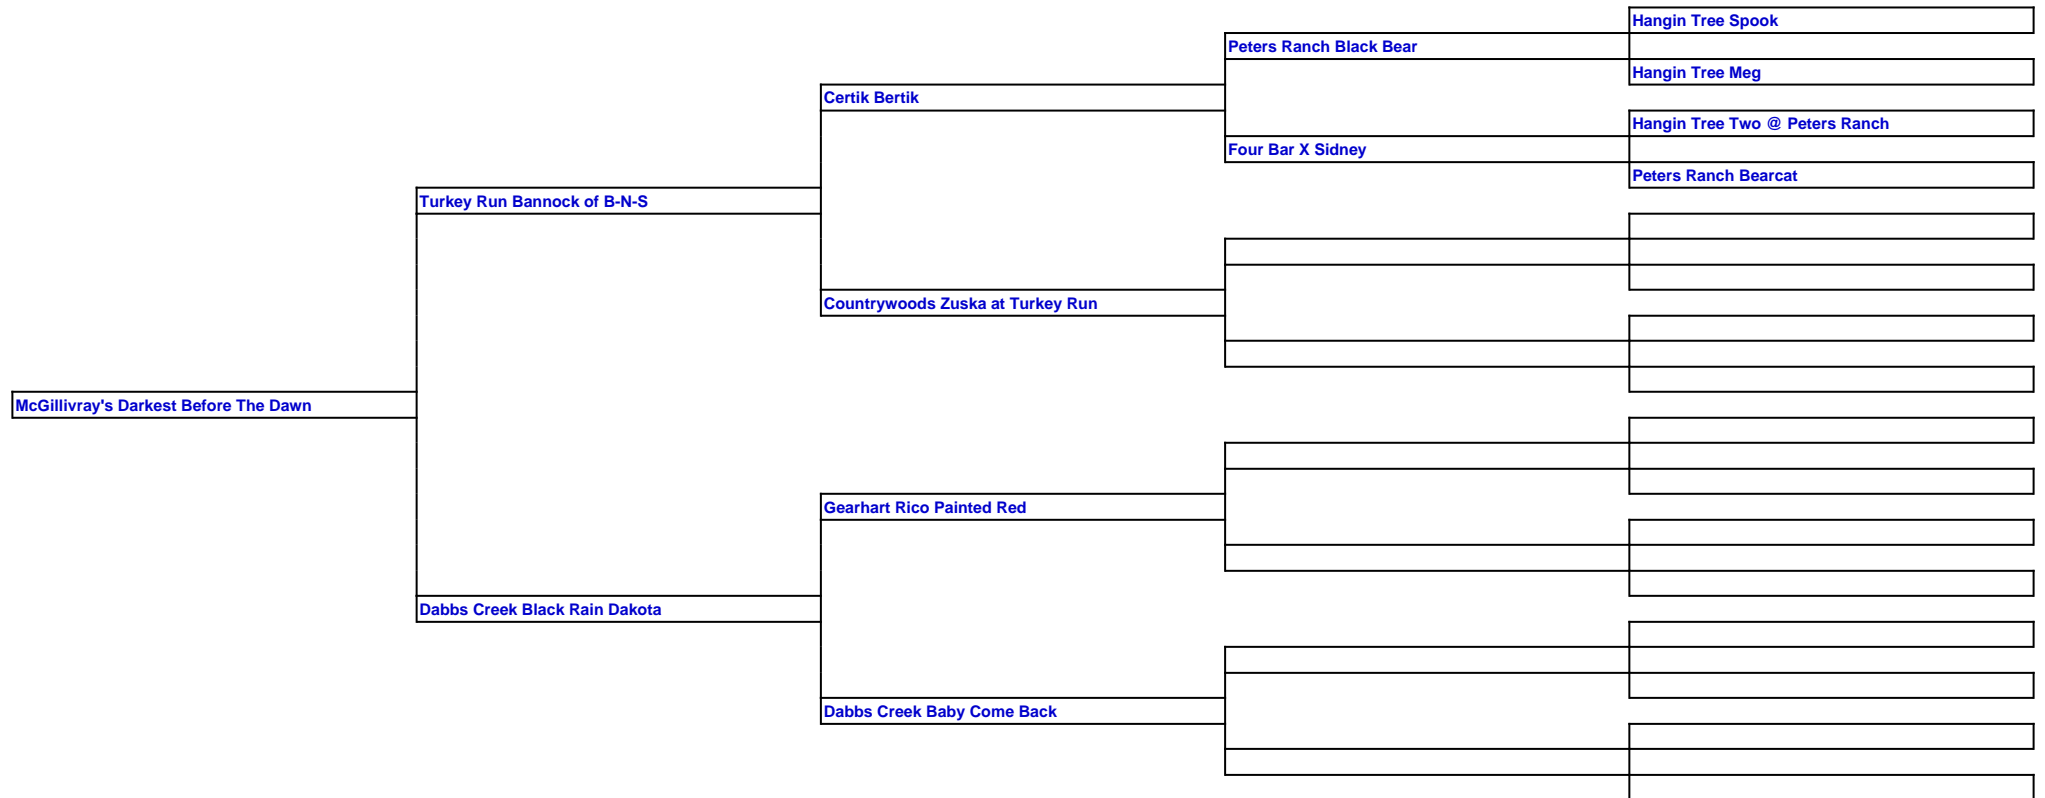 Hangin Tree Spook
Peters Ranch Black Bear
Hangin Tree Meg
Certik Bertik
Hangin Tree Two @ Peters Ranch
Four Bar X Sidney
Peters Ranch Bearcat
Turkey Run Bannock of B-N-S
Countrywoods Zuska at Turkey Run
McGillivray's Darkest Before The Dawn
Gearhart Rico Painted Red
Dabbs Creek Black Rain Dakota
Dabbs Creek Baby Come Back